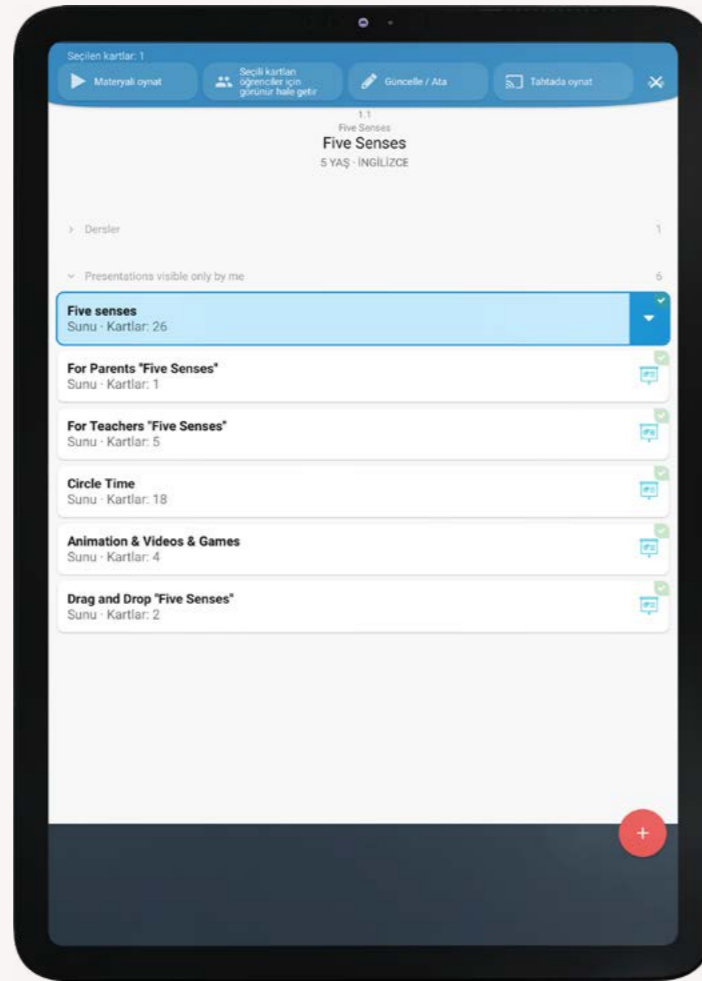 Seçilen kartlar: 1
Materyali oynat
Seçili kartları
öğrenciler için
görünür hale getir
Güncelle / Ata
Tahtada oynat
1.1
Five Senses
Five Senses
5 YAŞ · İNGİLİZCE
Dersler 1
Presentations visible only by me 6
Five senses
Sunu · Kartlar: 26
For Parents "Five Senses"
Sunu · Kartlar: 1
For Teachers "Five Senses"
Sunu · Kartlar: 5
Circle Time
Sunu · Kartlar: 18
Animation & Videos & Games
Sunu · Kartlar: 4
Drag and Drop "Five Senses"
Sunu · Kartlar: 2
+